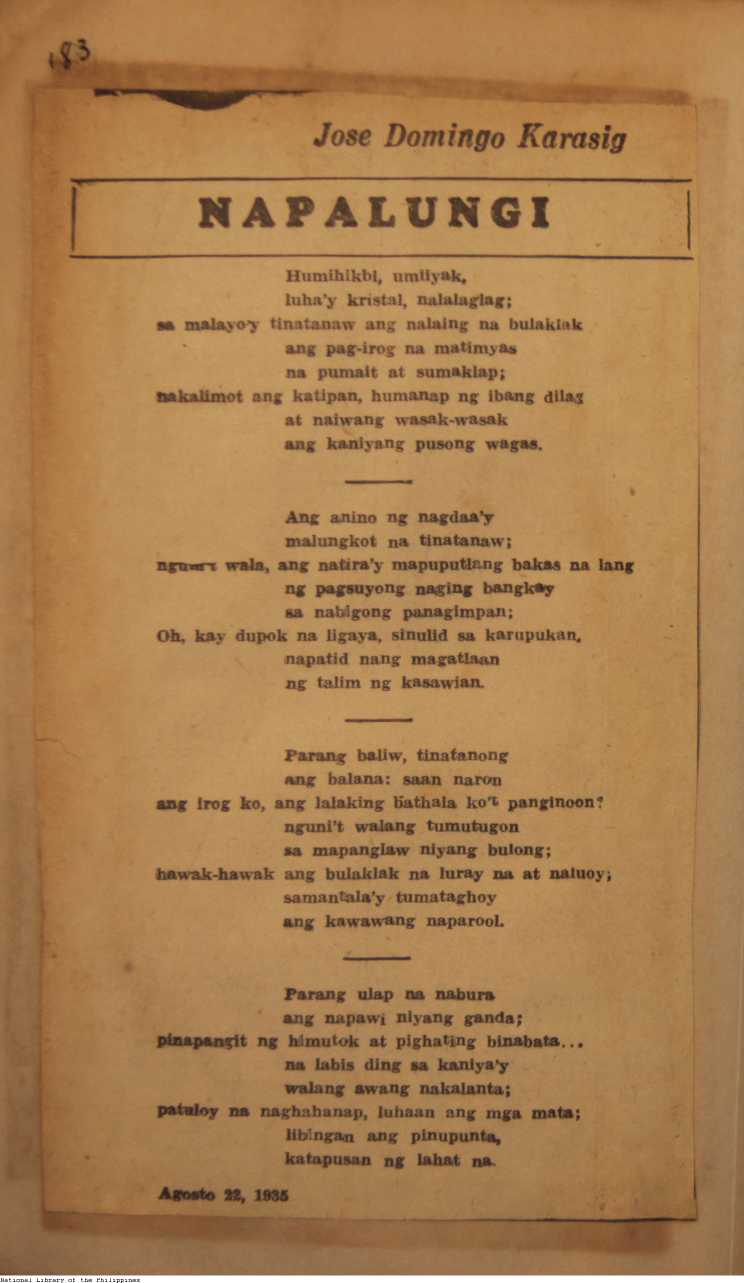 183
Jose Domingo Karasig
NAPALUNGI
Humihikbi, umiiyak,
luha'y kristal, nalalaglag;
sa malayo'y tinatanaw ang nalaing na bulaklak
ang pag-irog na matimyas
na pumait at sumaklap;
nakalimot ang katipan, humanap ng ibang dilag
at naiwang wasak-wasak
ang kaniyang pusong wagas.
Ang anino ng nagdaa'y
malungkot na tinatanaw;
wala, ang natira'y mapuputlang bakas na lang
ng pagsuyong naging bangkay
sa nabigong panagimpan;
Oh, kay dupok na ligaya, sinulid sa karupukan,
napatid nang magatlaan
ng talim ng kasawian.
Parang baliw, tinatanong
ang balana: saan naron
ang irog ko, ang lalaking bathala ko't panginoon?
nguni't walang tumutugon
sa mapanglaw niyang bulong;
hawak-hawak ang bulaklak na luray na at naluoy;
samantala'y tumataghoy
ang kawawang naparool.
Parang ulap na nabura
ang napawi niyang ganda;
pinapangit ng himutok at pighating binabata...
na labis ding sa kaniya'y
walang awang nakalanta;
patuloy na naghahanap, luhaan ang mga mata;
libingan ang pinupunta,
katapusan ng lahat na.
Agosto 22, 1935
National Library of the Philippines